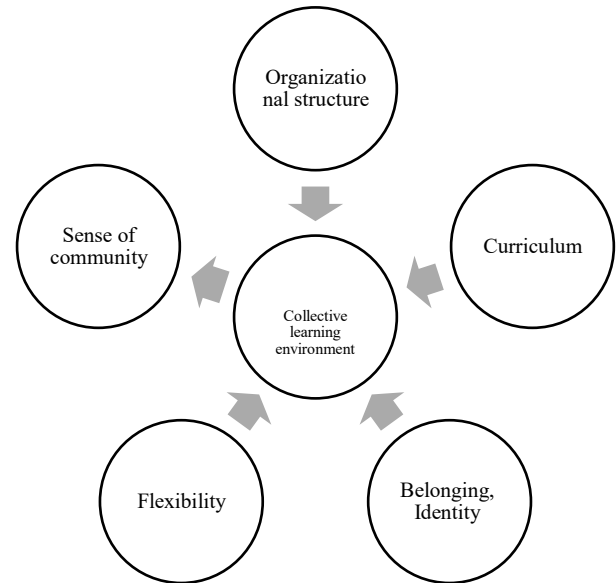 Organizatio
nal structure
Sense of
community
Curriculum
Collective
learning
environment
Flexibility
Belonging,
Identity